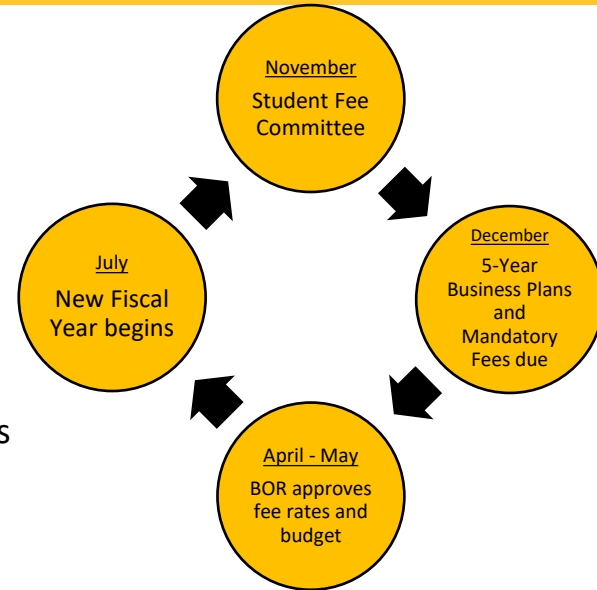 November
Student Fee
Committee
December
5-Year
Business Plans
and
Mandatory
Fees due
July
New Fiscal
Year begins
s
April - May
BOR approves
fee rates and
budget